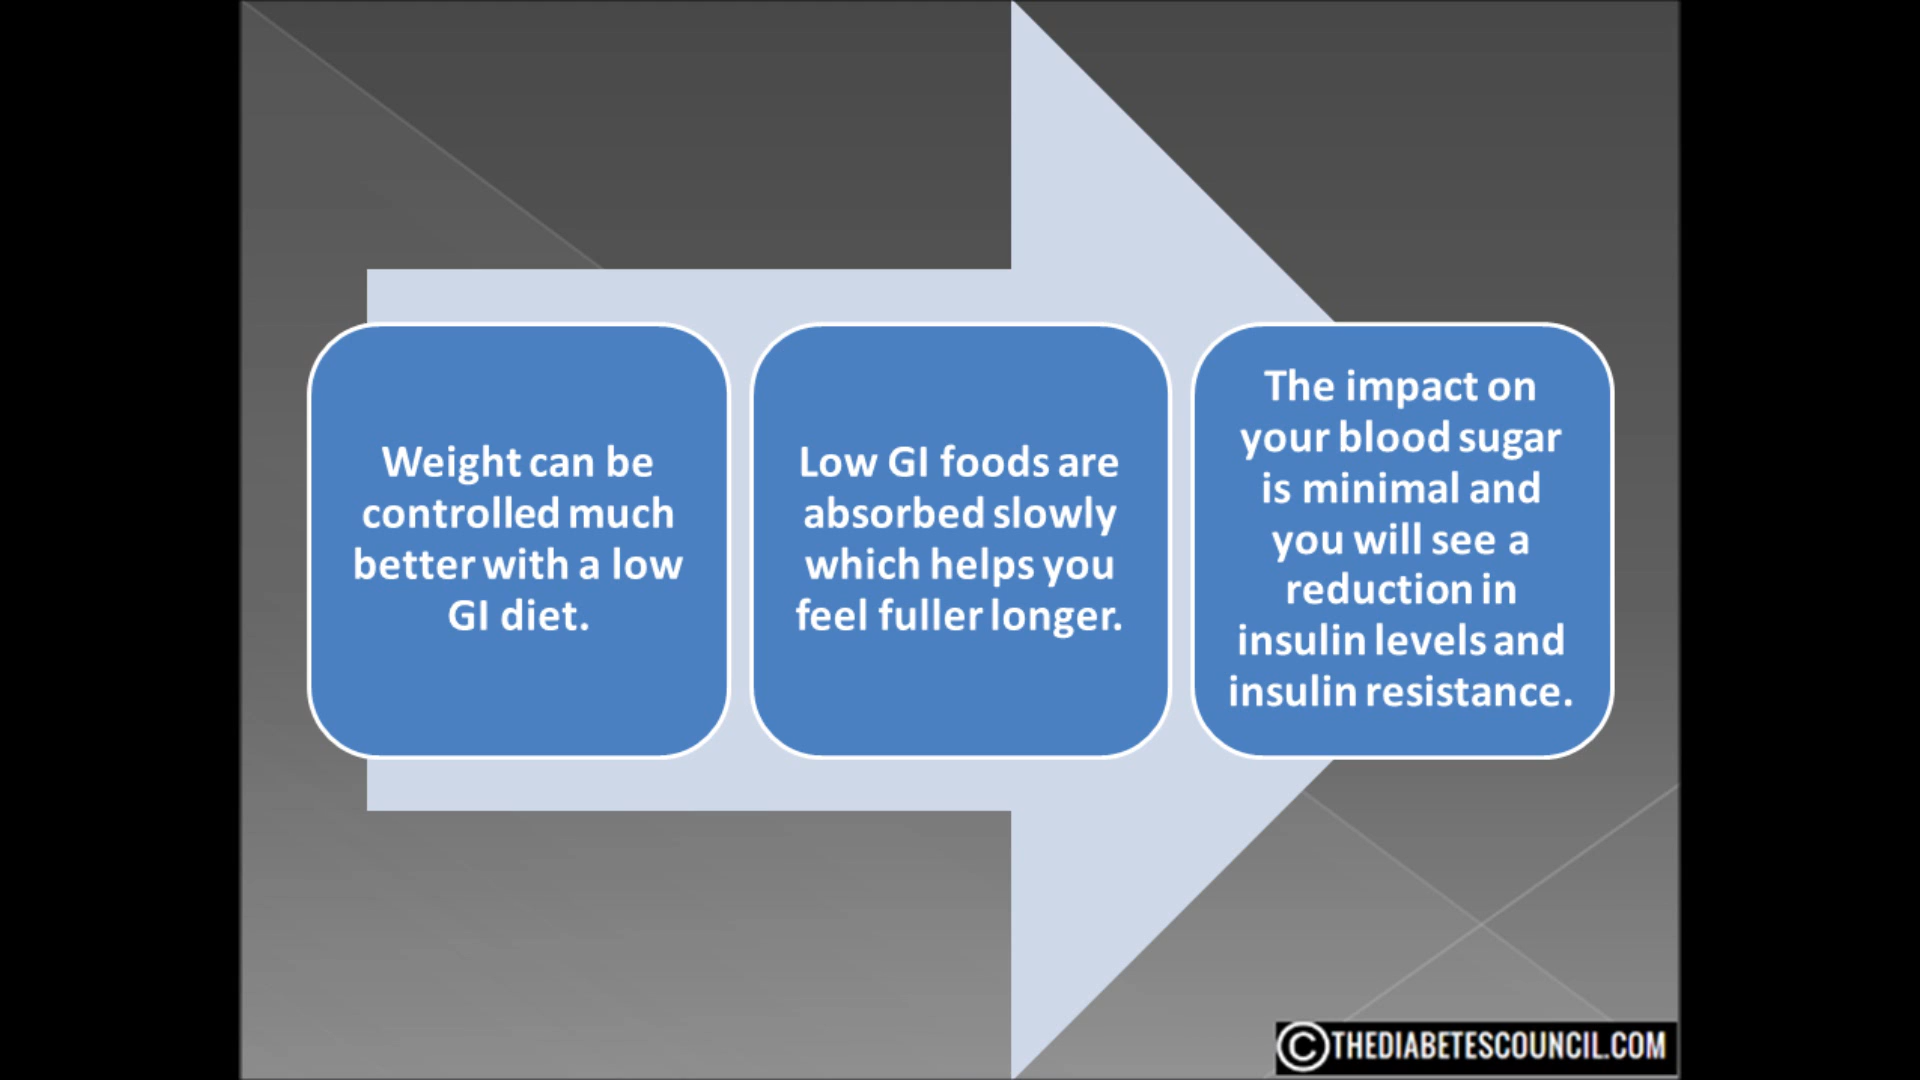 Weight can be
controlled much
better with a low
GI diet.
Low GI foods are
absorbed slowly
which helps you
feel fuller longer.
The impact on
your blood sugar
is minimal and
you will see a
reduction in
insulin levels and
insulin resistance.
©THEDIABETESCOUNCIL.COM